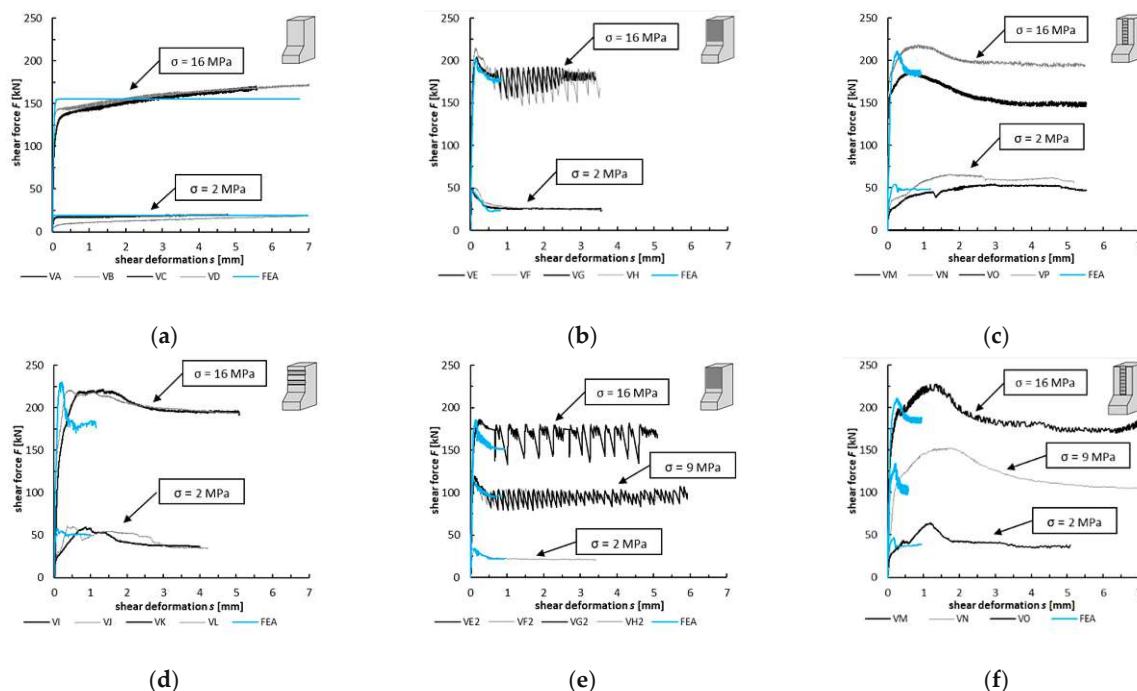 250
200
150
100
50
0
shear force F [kN]
σ = 16 MPa
σ = 2 MPa
0 1 2 3 4 5 6 7
shear deformation s [mm]
VA VB VC VD FEA
(a)
250
200
150
100
50
0
shear force F [kN]
σ = 16 MPa
σ = 2 MPa
0 1 2 3 4 5 6 7
shear deformation s [mm]
VE VF VG VH FEA
(b)
250
200
150
100
50
0
shear force F [kN]
σ = 16 MPa
σ = 2 MPa
0 1 2 3 4 5 6 7
shear deformation s [mm]
VM VN VO VP FEA
(c)
250
200
150
100
50
0
shear force F [kN]
σ = 16 MPa
σ = 2 MPa
0 1 2 3 4 5 6 7
shear deformation s [mm]
VI VJ VK VL FEA
(d)
250
200
150
100
50
0
shear force F [kN]
σ = 16 MPa
σ = 9 MPa
σ = 2 MPa
0 1 2 3 4 5 6 7
shear deformation s [mm]
VE2 VF2 VG2 VH2 FEA
(e)
250
200
150
100
50
0
shear force F [kN]
σ = 16 MPa
σ = 9 MPa
σ = 2 MPa
0 1 2 3 4 5 6 7
shear deformation s [mm]
VM VN VO FEA
(f)